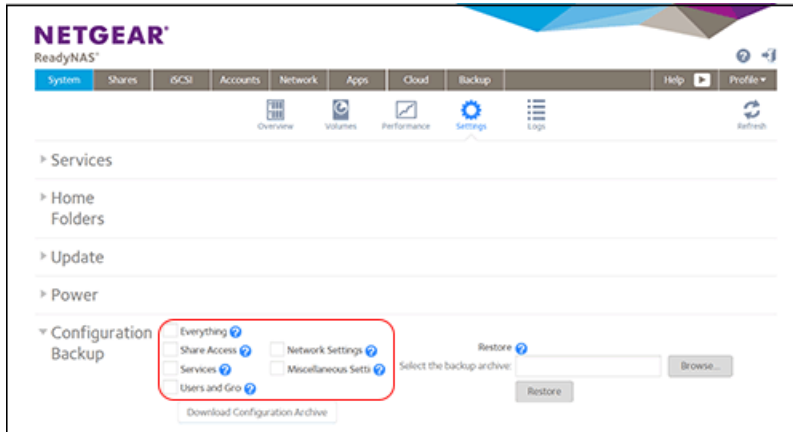 NETGEAR®
ReadyNAS®
System Shares iSCSI Accounts Network Apps Cloud Backup Help Profile
Overview Volumes Performance Settings Logs Refresh
Services
Home
Folders
Update
Power
Configuration
Backup
Everything
Share Access Network Settings
Services Miscellaneous Setti
Users and Gro
Download Configuration Archive
Restore
Select the backup archive: Browse...
Restore